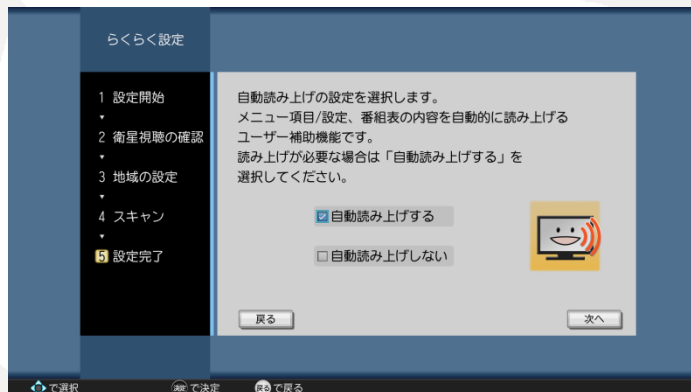 らくらく設定
1 設定開始
2 衛星視聴の確認
3 地域の設定
4 スキャン
5 設定完了
自動読み上げの設定を選択します。
メニュー項目/設定、番組表の内容を自動的に読み上げる
ユーザー補助機能です。
読み上げが必要な場合は「自動読み上げする」を
選択してください。
自動読み上げする
自動読み上げしない
戻る
次へ
で選択
決定 で決定
戻る で戻る